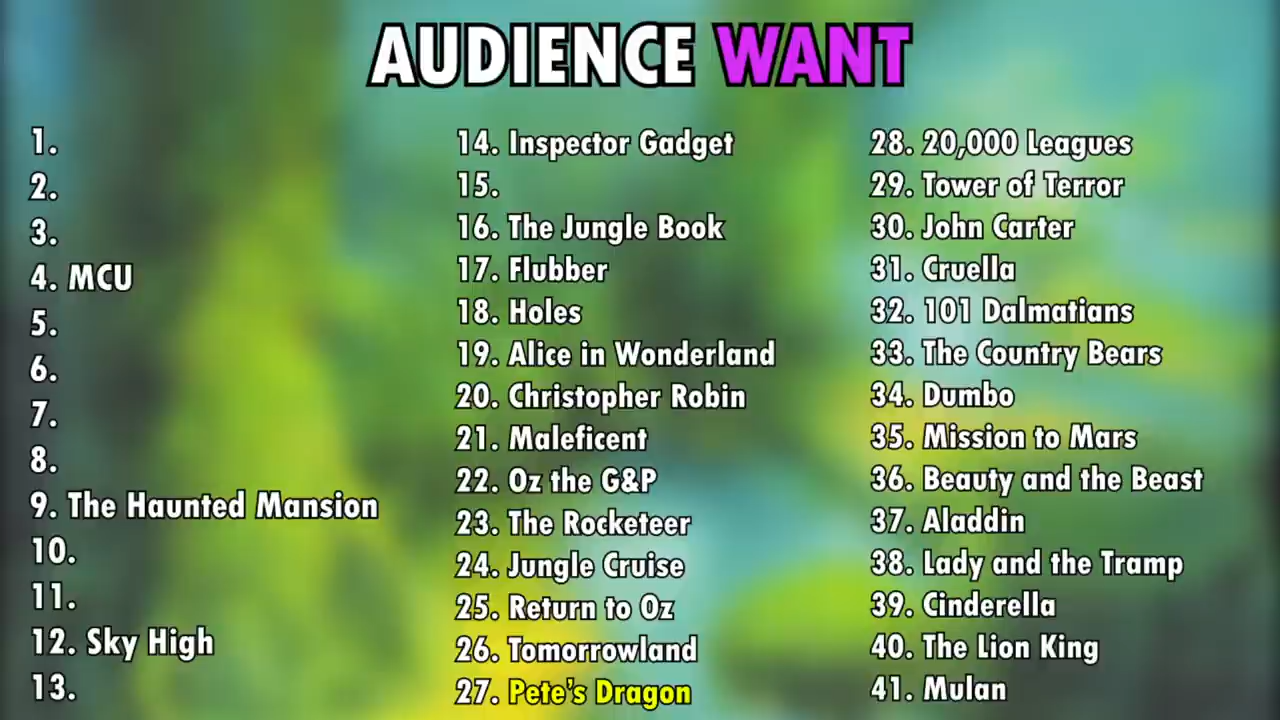 AUDIENCE WANT
1.
2.
3.
4. MCU
5.
6.
7.
8.
9. The Haunted Mansion
10.
11.
12. Sky High
13.
14. Inspector Gadget
15.
16. The Jungle Book
17. Flubber
18. Holes
19. Alice in Wonderland
20. Christopher Robin
21. Maleficent
22. Oz the G&P
23. The Rocketeer
24. Jungle Cruise
25. Return to Oz
26. Tomorrowland
27. Pete's Dragon
28. 20,000 Leagues
29. Tower of Terror
30. John Carter
31. Cruella
32. 101 Dalmatians
33. The Country Bears
34. Dumbo
35. Mission to Mars
36. Beauty and the Beast
37. Aladdin
38. Lady and the Tramp
39. Cinderella
40. The Lion King
41. Mulan